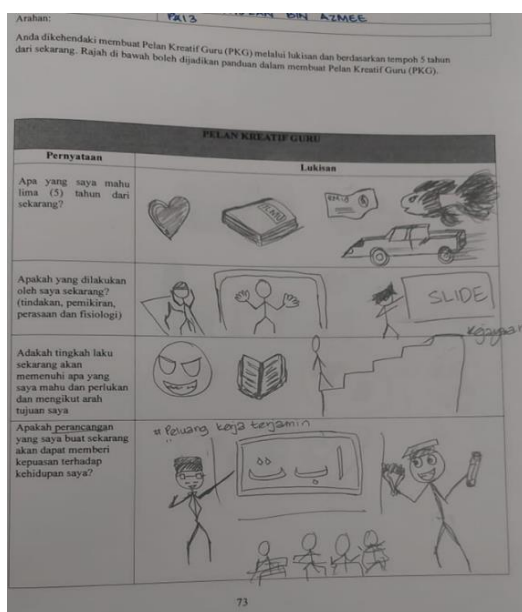 Arahan:
PRI3
BIN AZMEE
Anda dikehendaki membuat Pelan Kreatif Guru (PKG) melalui lukisan dan berdasarkan tempoh 5 tahun
dari sekarang. Rajah di bawah boleh dijadikan panduan dalam membuat Pelan Kreatif Guru (PKG).
PELAN KREATIF GURU
Pernyataan
Lukisan
Apa yang saya mahu
lima (5) tahun dari
sekarang?
Apakah yang dilakukan
oleh saya sekarang?
(tindakan, pemikiran,
perasaan dan fisiologi)
SLIDE
Kejayaan
Adakah tingkah laku
sekarang akan
memenuhi apa yang
saya mahu dan perlukan
dan mengikut arah
tujuan saya
Apakah perancangan
yang saya buat sekarang
akan dapat memberi
kepuasan terhadap
kehidupan saya?
* Peluang kerja terjamin
ا ب ت ث
73